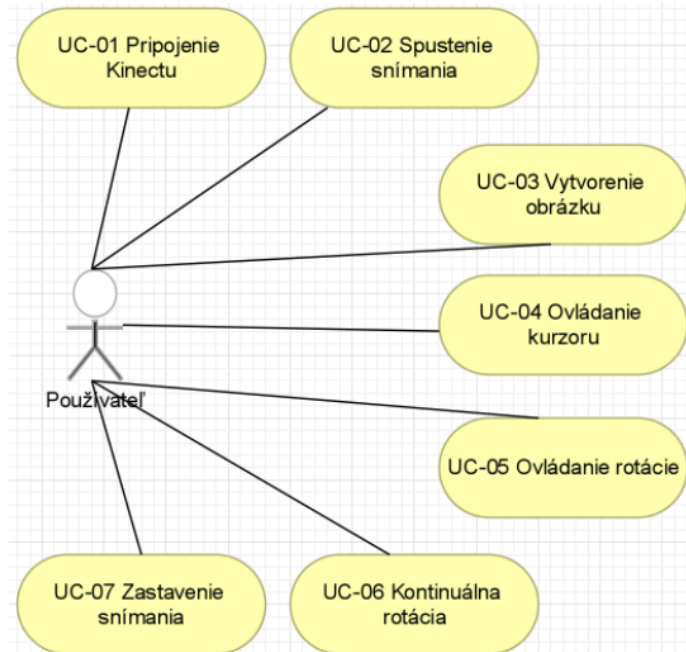 UC-01 Pripojenie
Kinectu
UC-02 Spustenie
snímania
UC-03 Vytvorenie
obrázku
UC-04 Ovládanie
kurzoru
Používateľ
UC-05 Ovládanie rotácie
UC-07 Zastavenie
snímania
UC-06 Kontinuálna
rotácia